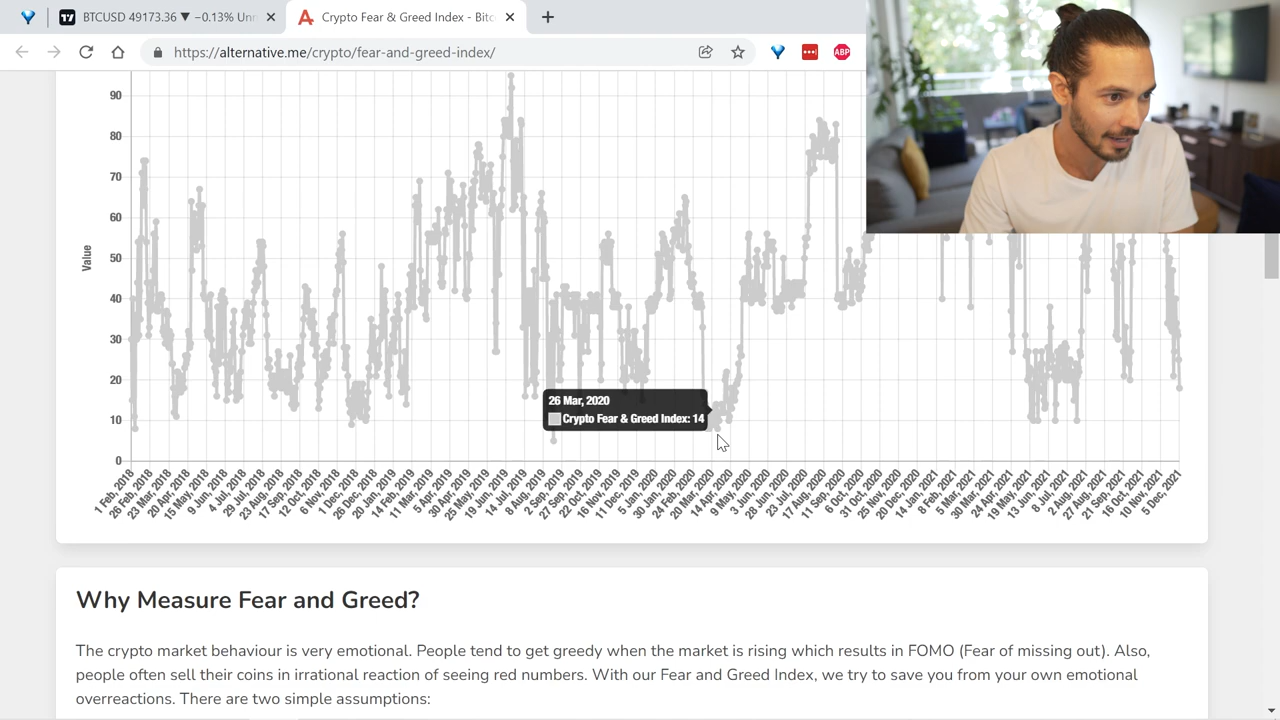 BTCUSD 49173.36 ▼ −0.13% Unn
Crypto Fear & Greed Index - Bitc
https://alternative.me/crypto/fear-and-greed-index/
ABP
90
80
70
60
50
40
30
20
10
0
Value
26 Mar, 2020
Crypto Fear & Greed Index: 14
1 Feb, 2018
26 Feb, 2018
23 Mar, 2018
20 Apr, 2018
15 May, 2018
9 Jun, 2018
4 Jul, 2018
29 Jul, 2018
23 Aug, 2018
17 Sep, 2018
12 Oct, 2018
6 Nov, 2018
1 Dec, 2018
26 Dec, 2018
20 Jan, 2019
14 Feb, 2019
11 Mar, 2019
5 Apr, 2019
30 Apr, 2019
25 May, 2019
19 Jun, 2019
14 Jul, 2019
8 Aug, 2019
2 Sep, 2019
27 Sep, 2019
22 Oct, 2019
16 Nov, 2019
11 Dec, 2019
5 Jan, 2020
30 Jan, 2020
24 Feb, 2020
20 Mar, 2020
14 Apr, 2020
9 May, 2020
3 Jun, 2020
28 Jun, 2020
23 Jul, 2020
17 Aug, 2020
11 Sep, 2020
6 Oct, 2020
31 Oct, 2020
25 Nov, 2020
20 Dec, 2020
14 Jan, 2021
8 Feb, 2021
5 Mar, 2021
30 Mar, 2021
24 Apr, 2021
19 May, 2021
13 Jun, 2021
8 Jul, 2021
2 Aug, 2021
27 Aug, 2021
21 Sep, 2021
16 Oct, 2021
10 Nov, 2021
5 Dec, 2021
Why Measure Fear and Greed?
The crypto market behaviour is very emotional. People tend to get greedy when the market is rising which results in FOMO (Fear of missing out). Also,
people often sell their coins in irrational reaction of seeing red numbers. With our Fear and Greed Index, we try to save you from your own emotional
overreactions. There are two simple assumptions: